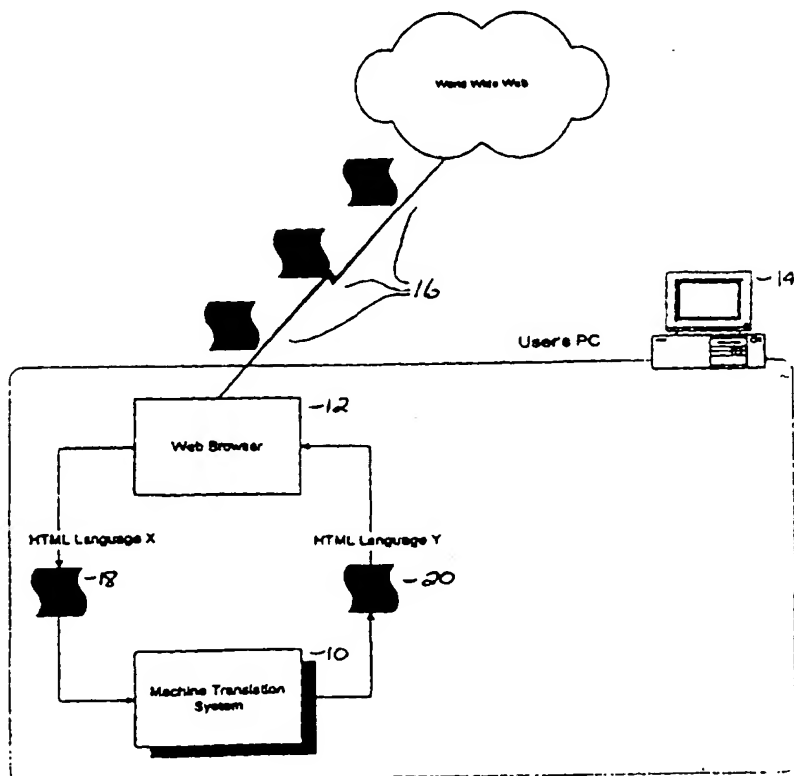 World Wide Web
16
14
User's PC
12
Web Browser
HTML Language X
HTML Language Y
18
20
10
Machine Translation
System